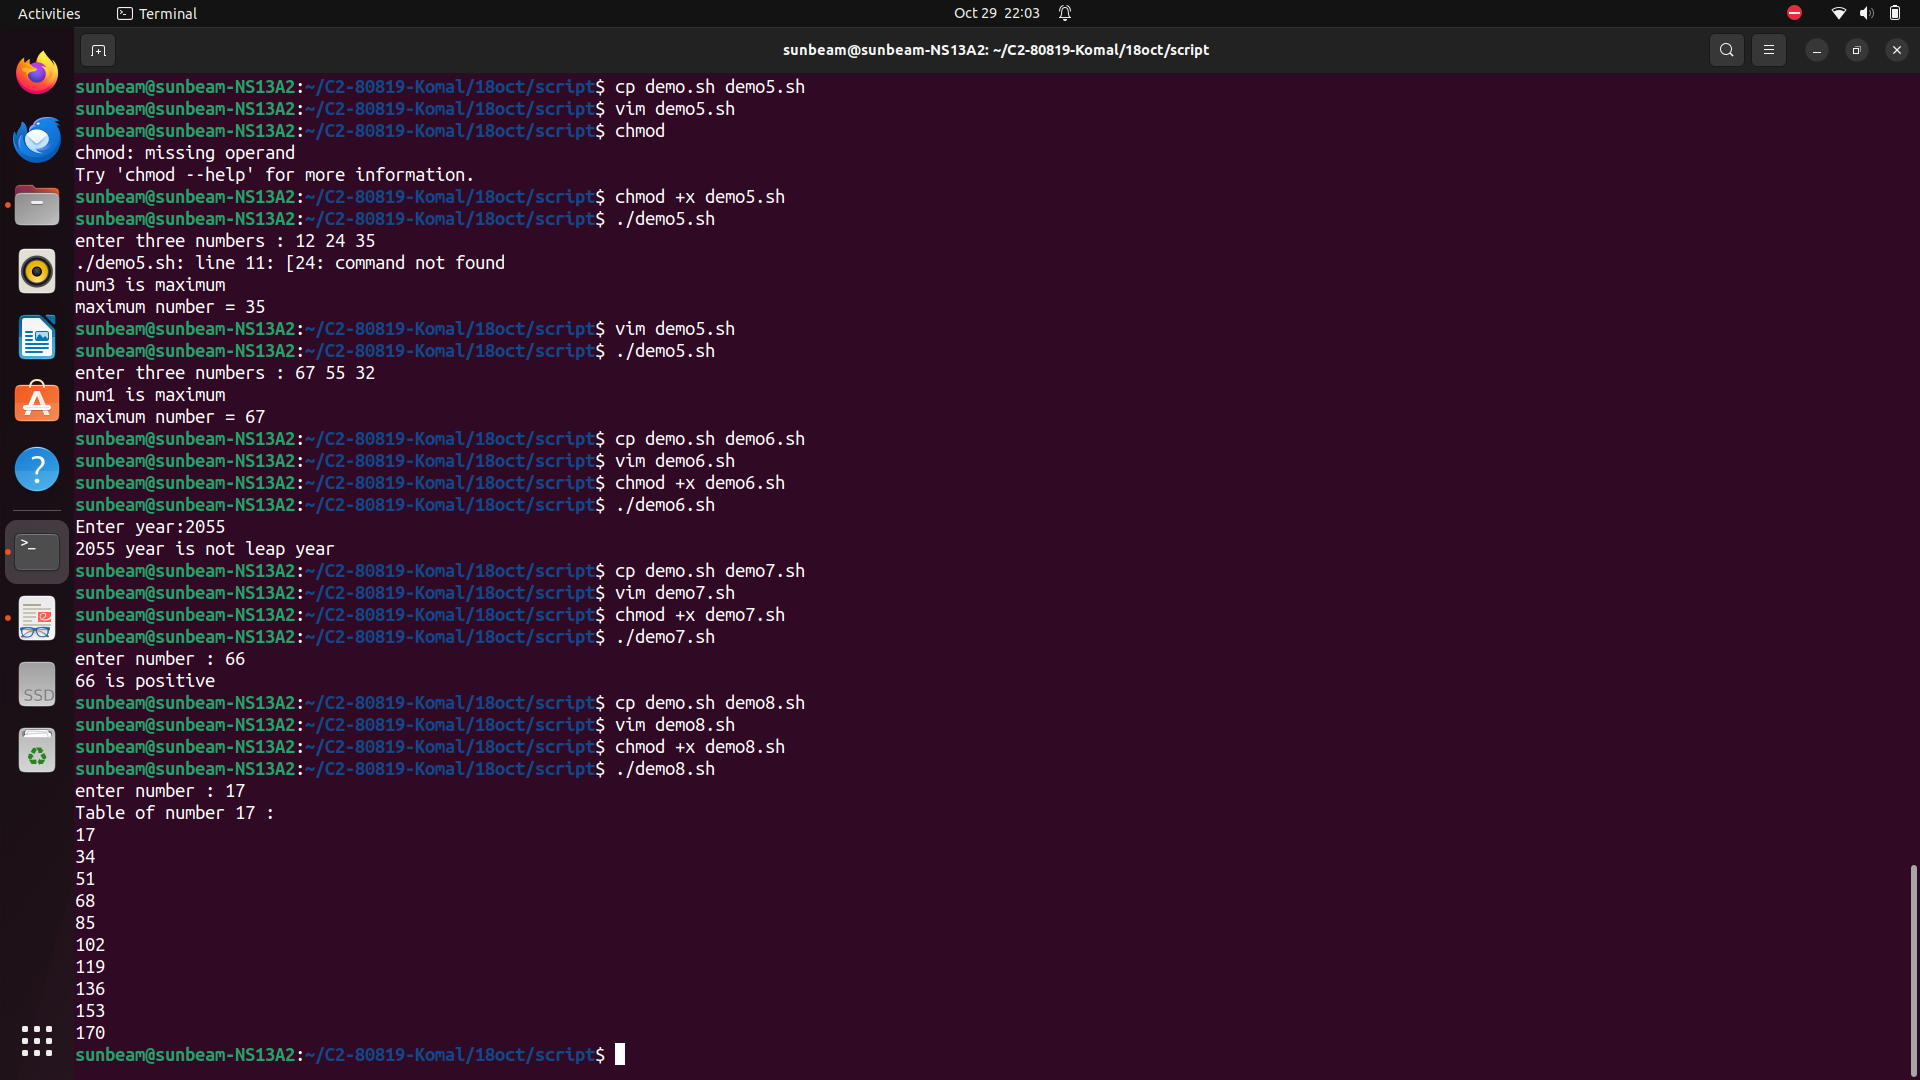 Activities
Terminal
Oct 29 22:03
sunbeam@sunbeam-NS13A2: ~/C2-80819-Komal/18oct/script
sunbeam@sunbeam-NS13A2:~/C2-80819-Komal/18oct/script$ cp demo.sh demo5.sh
sunbeam@sunbeam-NS13A2:~/C2-80819-Komal/18oct/script$ vim demo5.sh
sunbeam@sunbeam-NS13A2:~/C2-80819-Komal/18oct/script$ chmod
chmod: missing operand
Try 'chmod --help' for more information.
sunbeam@sunbeam-NS13A2:~/C2-80819-Komal/18oct/script$ chmod +x demo5.sh
sunbeam@sunbeam-NS13A2:~/C2-80819-Komal/18oct/script$ ./demo5.sh
enter three numbers : 12 24 35
./demo5.sh: line 11: [24: command not found
num3 is maximum
maximum number = 35
sunbeam@sunbeam-NS13A2:~/C2-80819-Komal/18oct/script$ vim demo5.sh
sunbeam@sunbeam-NS13A2:~/C2-80819-Komal/18oct/script$ ./demo5.sh
enter three numbers : 67 55 32
num1 is maximum
maximum number = 67
sunbeam@sunbeam-NS13A2:~/C2-80819-Komal/18oct/script$ cp demo.sh demo6.sh
sunbeam@sunbeam-NS13A2:~/C2-80819-Komal/18oct/script$ vim demo6.sh
sunbeam@sunbeam-NS13A2:~/C2-80819-Komal/18oct/script$ chmod +x demo6.sh
sunbeam@sunbeam-NS13A2:~/C2-80819-Komal/18oct/script$ ./demo6.sh
Enter year:2055
2055 year is not leap year
sunbeam@sunbeam-NS13A2:~/C2-80819-Komal/18oct/script$ cp demo.sh demo7.sh
sunbeam@sunbeam-NS13A2:~/C2-80819-Komal/18oct/script$ vim demo7.sh
sunbeam@sunbeam-NS13A2:~/C2-80819-Komal/18oct/script$ chmod +x demo7.sh
sunbeam@sunbeam-NS13A2:~/C2-80819-Komal/18oct/script$ ./demo7.sh
enter number : 66
66 is positive
sunbeam@sunbeam-NS13A2:~/C2-80819-Komal/18oct/script$ cp demo.sh demo8.sh
sunbeam@sunbeam-NS13A2:~/C2-80819-Komal/18oct/script$ vim demo8.sh
sunbeam@sunbeam-NS13A2:~/C2-80819-Komal/18oct/script$ chmod +x demo8.sh
sunbeam@sunbeam-NS13A2:~/C2-80819-Komal/18oct/script$ ./demo8.sh
enter number : 17
Table of number 17 :
17
34
51
68
85
102
119
136
153
170
sunbeam@sunbeam-NS13A2:~/C2-80819-Komal/18oct/script$
SSD